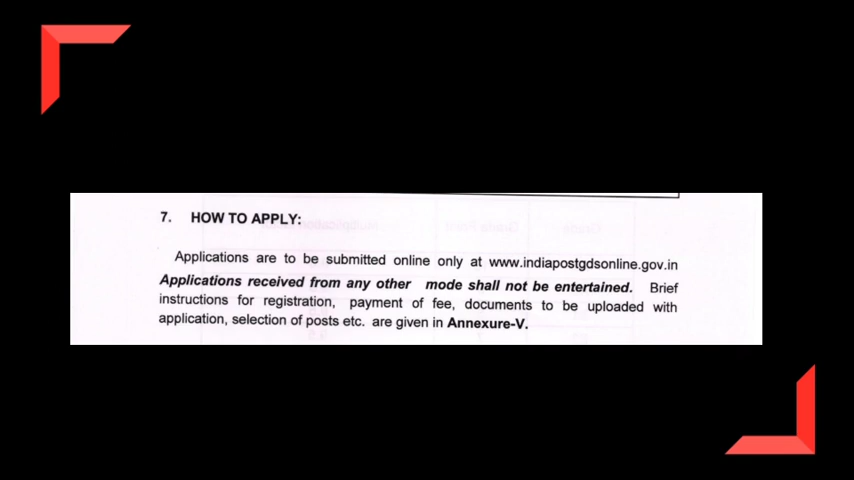 7. HOW TO APPLY:
Applications are to be submitted online only at www.indiapostgdsonline.gov.in
Applications received from any other mode shall not be entertained. Brief
instructions for registration, payment of fee, documents to be uploaded with
application, selection of posts etc. are given in Annexure-V.